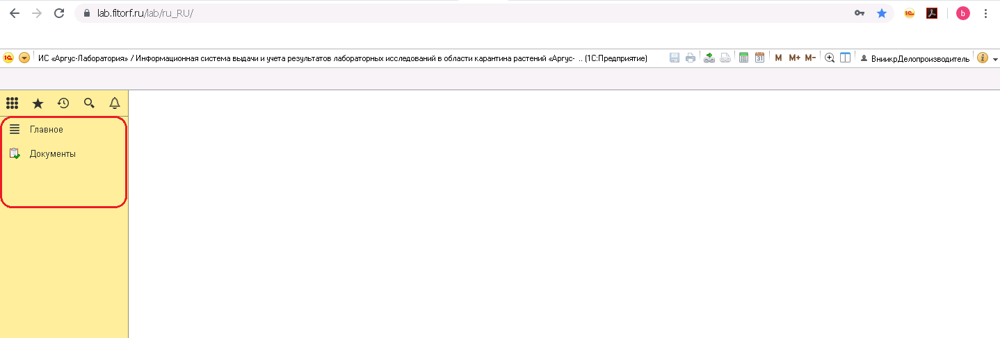 lab.fitorf.ru/lab/ru_RU/
b
1С ИС «Аргус-Лаборатория» / Информационная система выдачи и учета результатов лабораторных исследований в области карантина растений «Аргус- .. (1С:Предприятие) 31 M M+ M- ВниикрДелопроизводитель i
Главное
Документы